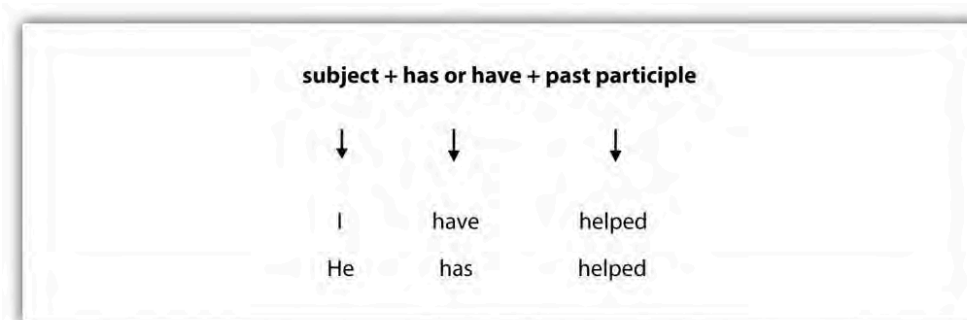 subject + has or have + past participle
I have helped
He has helped